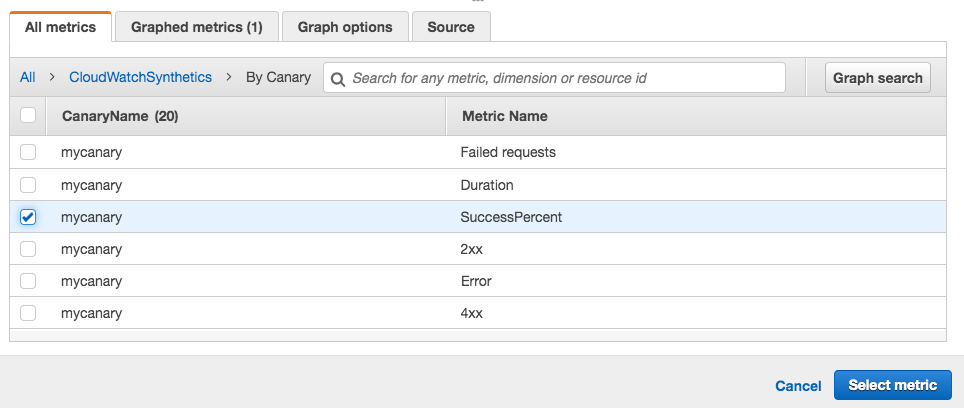 All metrics Graphed metrics (1) Graph options Source
All > CloudWatchSynthetics > By Canary Search for any metric, dimension or resource id Graph search
CanaryName (20) Metric Name
mycanary Failed requests
mycanary Duration
mycanary SuccessPercent
mycanary 2xx
mycanary Error
mycanary 4xx
Cancel Select metric